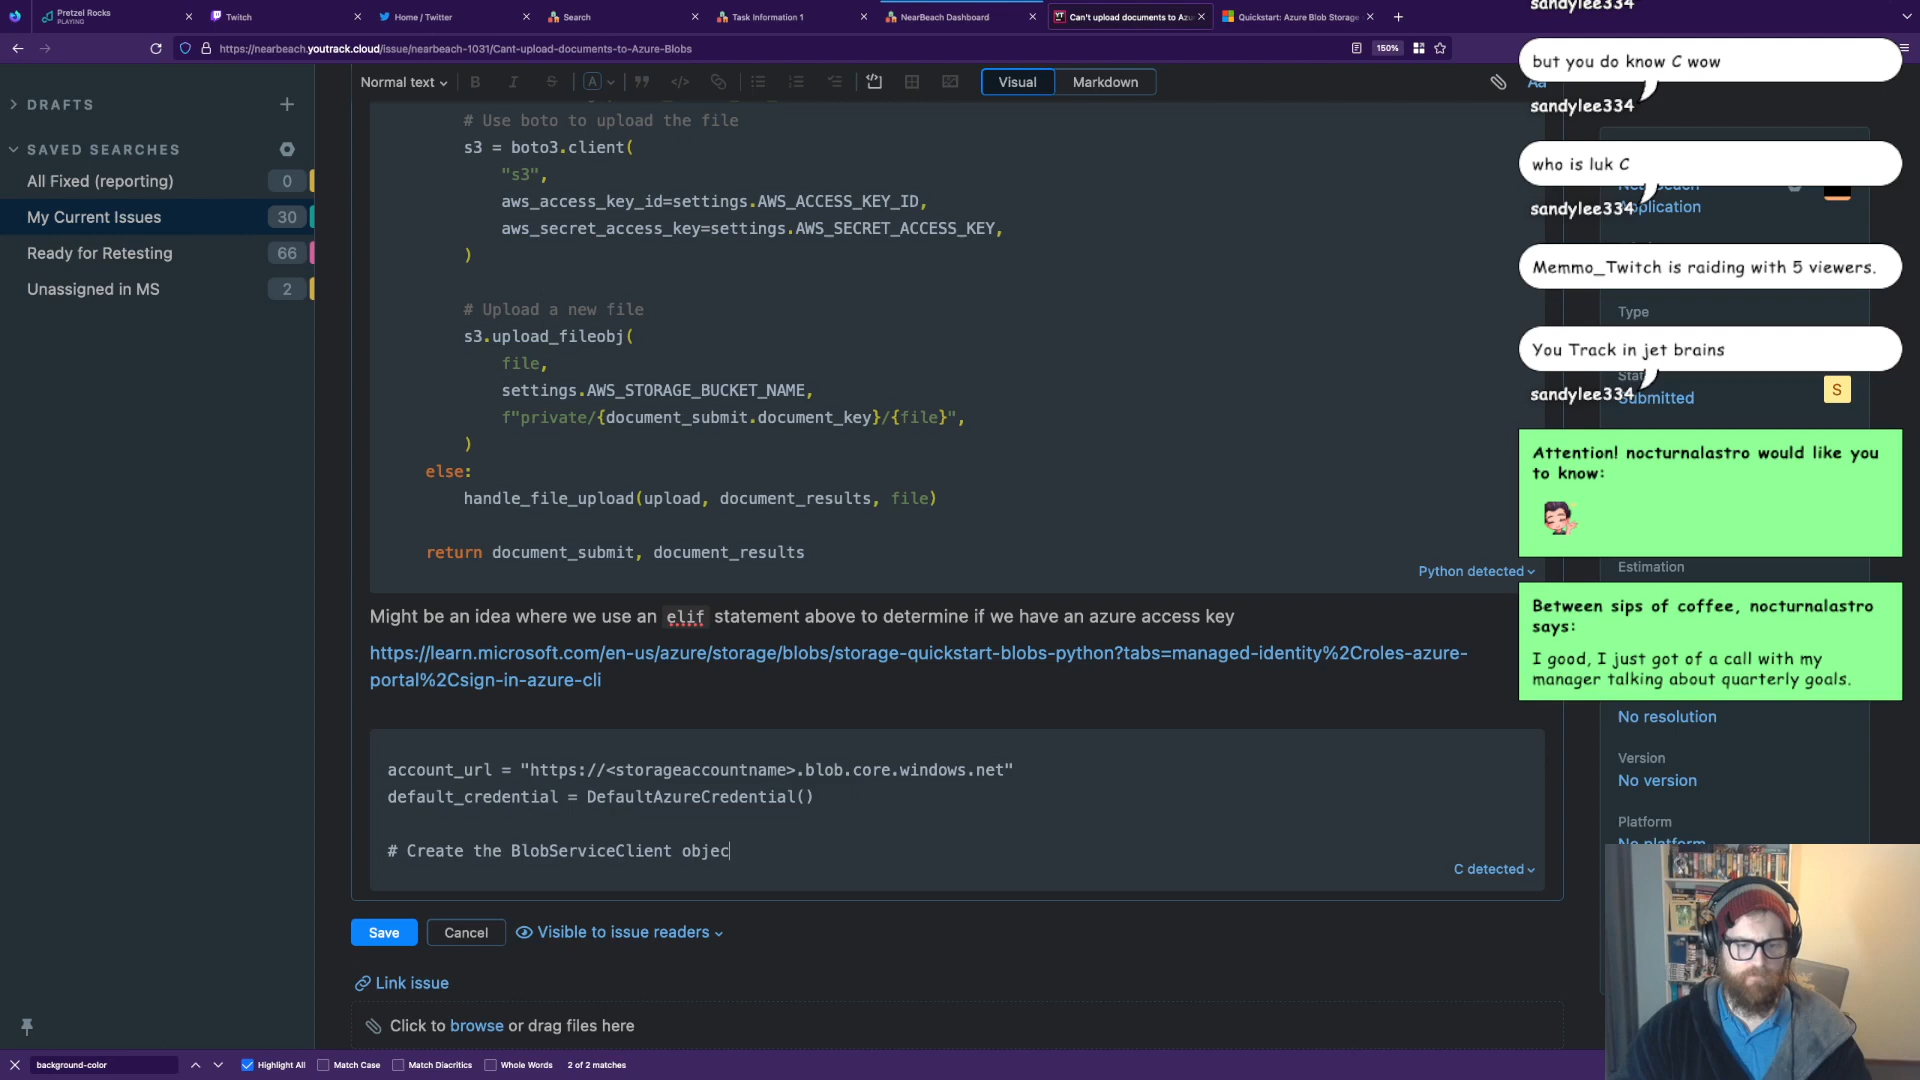 Pretzel Rocks
PLAYING
Twitch
Home / Twitter
Search
Task Information 1
NearBeach Dashboard
Can't upload documents to Azu
Quickstart: Azure Blob Storage
https://nearbeach.youtrack.cloud/issue/nearbeach-1031/Cant-upload-documents-to-Azure-Blobs
150%
Normal text
Visual
Markdown
DRAFTS
SAVED SEARCHES
All Fixed (reporting) 0
My Current Issues 30
Ready for Retesting 66
Unassigned in MS 2
# Use boto to upload the file
s3 = boto3.client(
"s3",
aws_access_key_id=settings.AWS_ACCESS_KEY_ID,
aws_secret_access_key=settings.AWS_SECRET_ACCESS_KEY,
)
# Upload a new file
s3.upload_fileobj(
file,
settings.AWS_STORAGE_BUCKET_NAME,
f"private/{document_submit.document_key}/{file}",
)
else:
handle_file_upload(upload, document_results, file)
return document_submit, document_results
Python detected
Might be an idea where we use an elif statement above to determine if we have an azure access key
https://learn.microsoft.com/en-us/azure/storage/blobs/storage-quickstart-blobs-python?tabs=managed-identity%2Croles-azure-
portal%2Csign-in-azure-cli
account_url = "https://<storageaccountname>.blob.core.windows.net"
default_credential = DefaultAzureCredential()
# Create the BlobServiceClient objec
C detected
Save
Cancel
Visible to issue readers
Link issue
Click to browse or drag files here
sandylee334
but you do know C wow
sandylee334
who is luk C
sandylee334
Application
Memmo_Twitch is raiding with 5 viewers.
Type
You Track in jet brains
sandylee334
Submitted
S
Attention! nocturnalastro would like you
to know:
Estimation
Between sips of coffee, nocturnalastro
says:
I good, I just got of a call with my
manager talking about quarterly goals.
No resolution
Version
No version
Platform
No platform
background-color
Highlight All
Match Case
Match Diacritics
Whole Words
2 of 2 matches